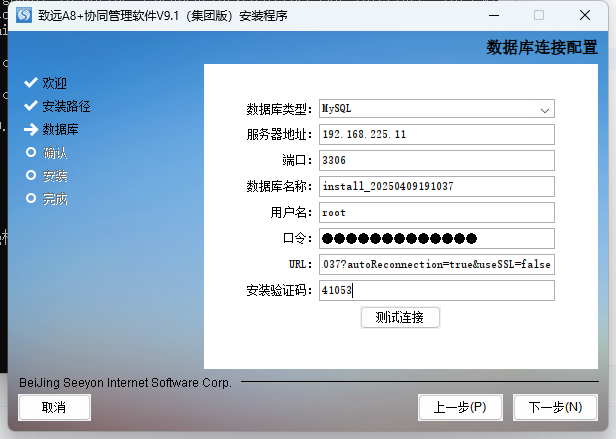 致远A8+协同管理软件V9.1（集团版）安装程序
数据库连接配置
欢迎
安装路径
数据库
确认
安装
完成
数据库类型： MySQL
服务器地址： 192.168.225.11
端口： 3306
数据库名称： install_20250409191037
用户名： root
口令： ●●●●●●●●●●●●●
URL： 037?autoReconnection=true&useSSL=false
安装验证码： 41053
测试连接
BeiJing Seeyon Internet Software Corp.
取消
上一步(P)
下一步(N)